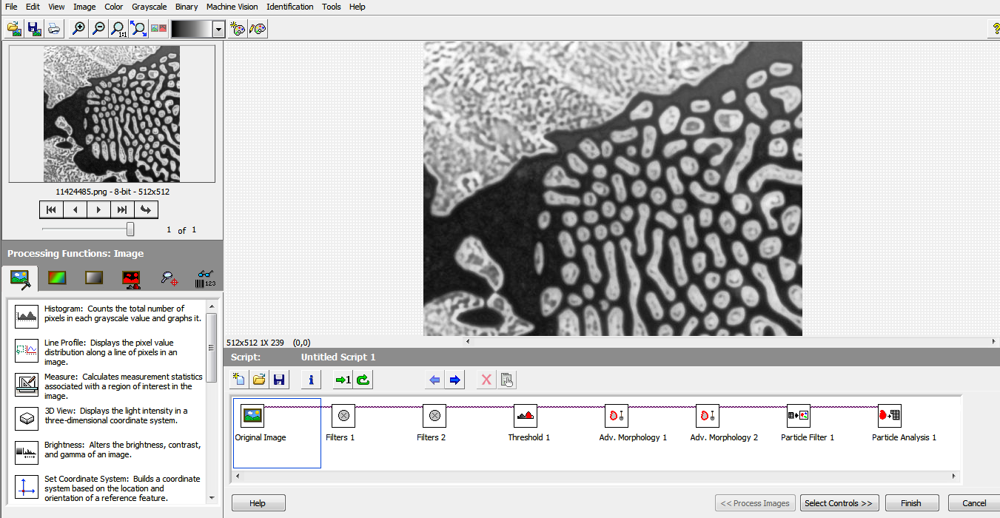 File Edit View Image Color Grayscale Binary Machine Vision Identification Tools Help
1:1
?
11424485.png - 8-bit - 512x512
1 of 1
Processing Functions: Image
123
Histogram: Counts the total number of
pixels in each grayscale value and graphs it.
Line Profile: Displays the pixel value
distribution along a line of pixels in an
image.
Measure: Calculates measurement statistics
associated with a region of interest in the
image.
3D View: Displays the light intensity in a
three-dimensional coordinate system.
Brightness: Alters the brightness, contrast,
and gamma of an image.
Set Coordinate System: Builds a coordinate
system based on the location and
orientation of a reference feature.
512x512 1X 239 (0,0)
Script: Untitled Script 1
1
Original Image
Filters 1
Filters 2
Threshold 1
Adv. Morphology 1
Adv. Morphology 2
Particle Filter 1
Particle Analysis 1
Help
<< Process Images
Select Controls >>
Finish
Cancel